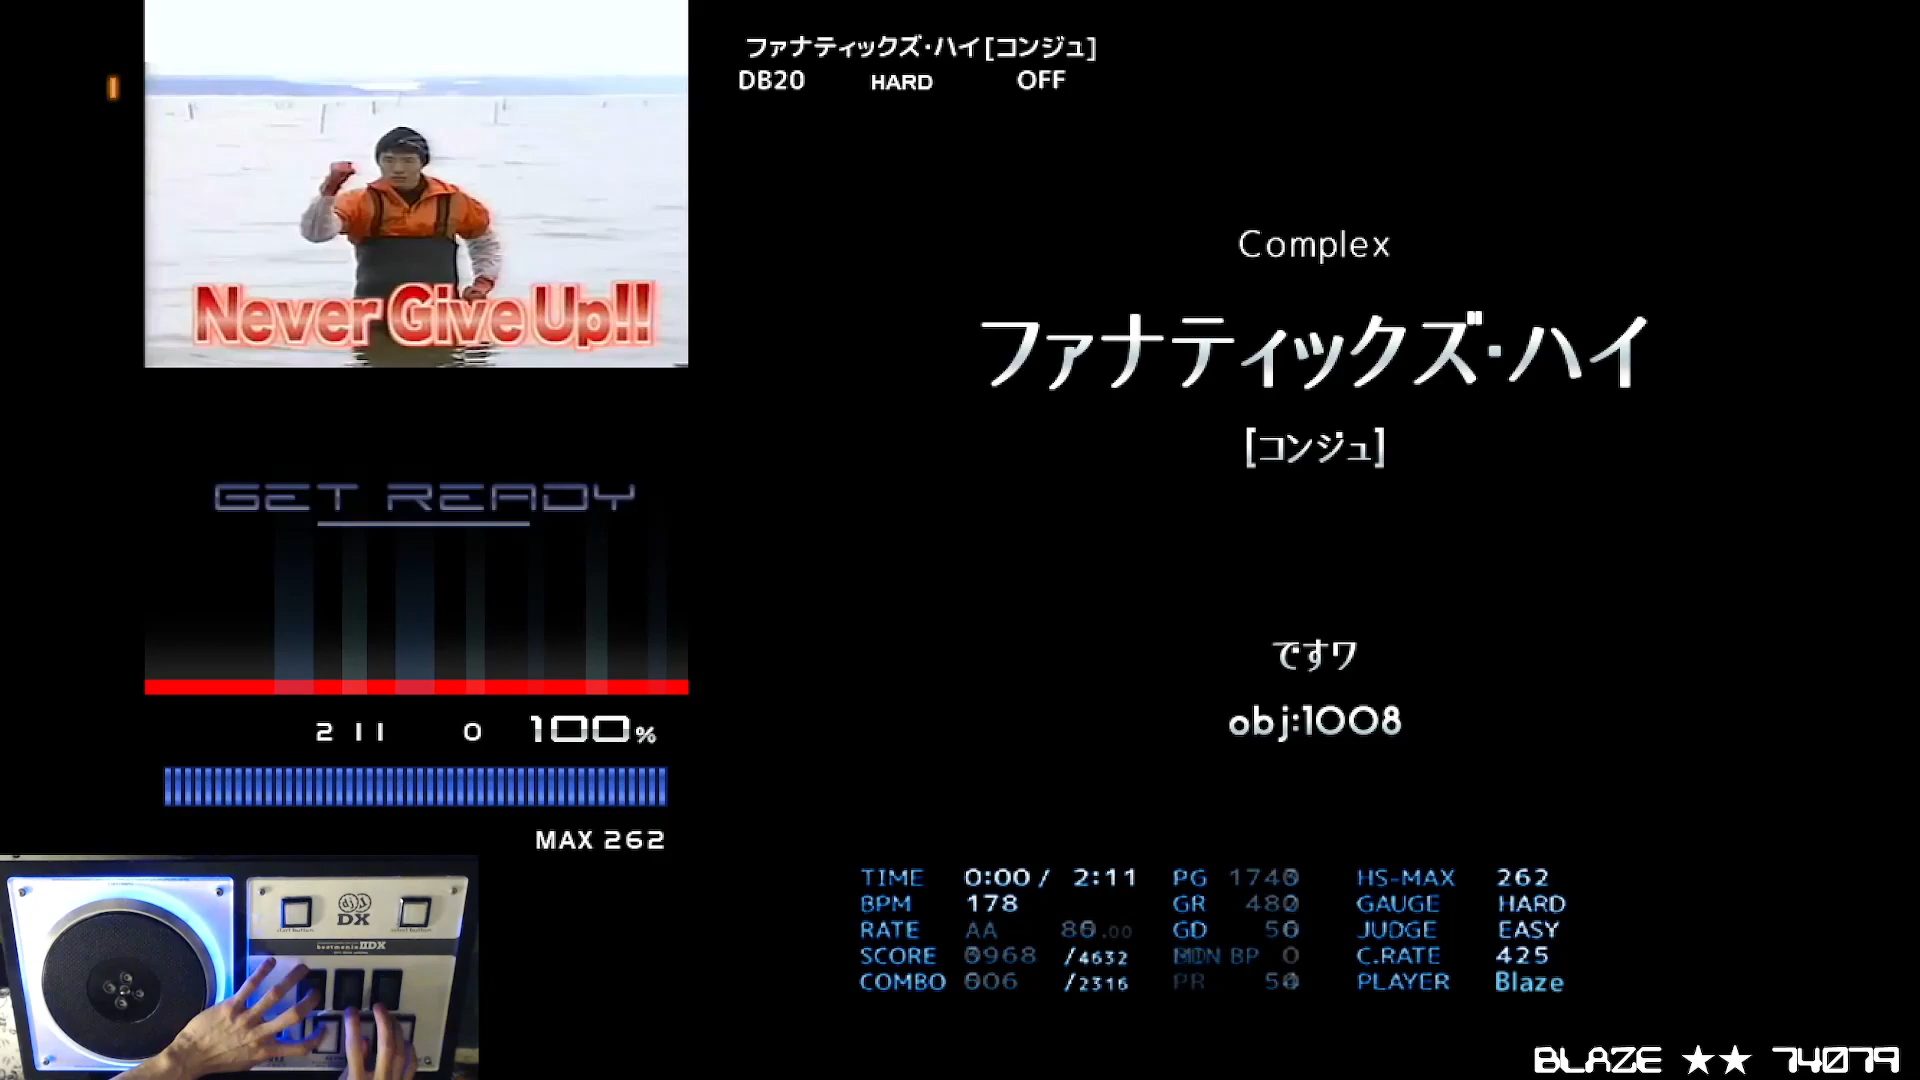 ファナティックズ・ハイ[コンジュ]
DB20 HARD OFF
Never Give Up!!
Complex
ファナティックズ・ハイ
[コンジュ]
GET READY
ですワ
obj:1008
211 0 100%
MAX 262
TIME 0:00 / 2:11 PG 1740 HS-MAX 262
BPM 178 GR 480 GAUGE HARD
RATE AA 80.00 GD 50 JUDGE EASY
SCORE 0968 /4632 BP 0 C.RATE 425
COMBO /2316 PR 50 PLAYER Blaze
DX
beatmania IIDX
BLAZE ★★ 74079